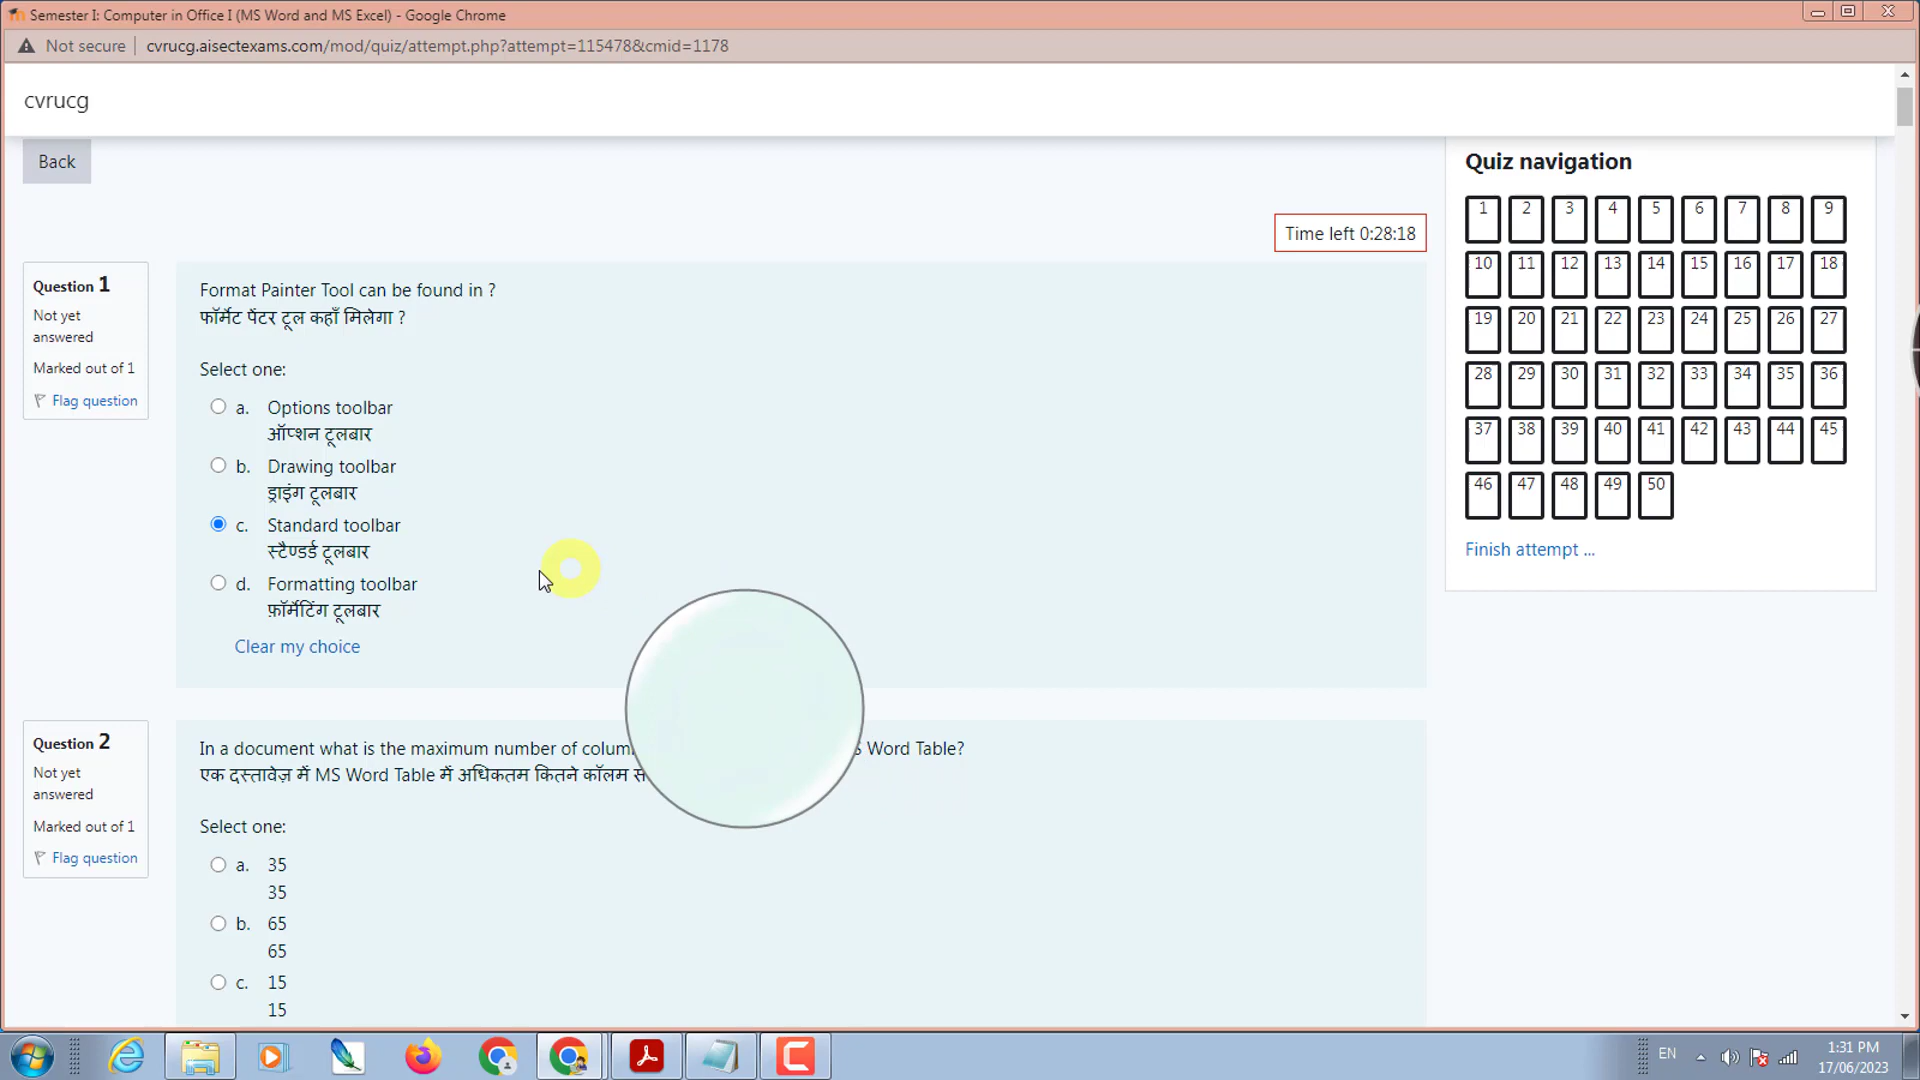 Semester I: Computer in Office I (MS Word and MS Excel) - Google Chrome
Not secure
cvrucg.aisectexams.com/mod/quiz/attempt.php?attempt=115478&cmid=1178
cvrucg
Back
Time left 0:28:18
Question 1
Not yet
answered
Marked out of 1
Flag question
Format Painter Tool can be found in ?
फॉर्मेट पेंटर टूल कहाँ मिलेगा ?
Select one:
a. Options toolbar
ऑप्शन टूलबार
b. Drawing toolbar
ड्राइंग टूलबार
c. Standard toolbar
स्टैण्डर्ड टूलबार
d. Formatting toolbar
फ़ॉर्मेटिंग टूलबार
Clear my choice
Question 2
Not yet
answered
Marked out of 1
Flag question
In a document what is the maximum number of Word Table?
एक दस्तावेज़ में MS Word Table में अधिकतम कितने कॉलम
Select one:
a. 35
35
b. 65
65
c. 15
15
Quiz navigation
1 2 3 4 5 6 7 8 9
10 11 12 13 14 15 16 17 18
19 20 21 22 23 24 25 26 27
28 29 30 31 32 33 34 35 36
37 38 39 40 41 42 43 44 45
46 47 48 49 50
Finish attempt ...
EN
1:31 PM
17/06/2023